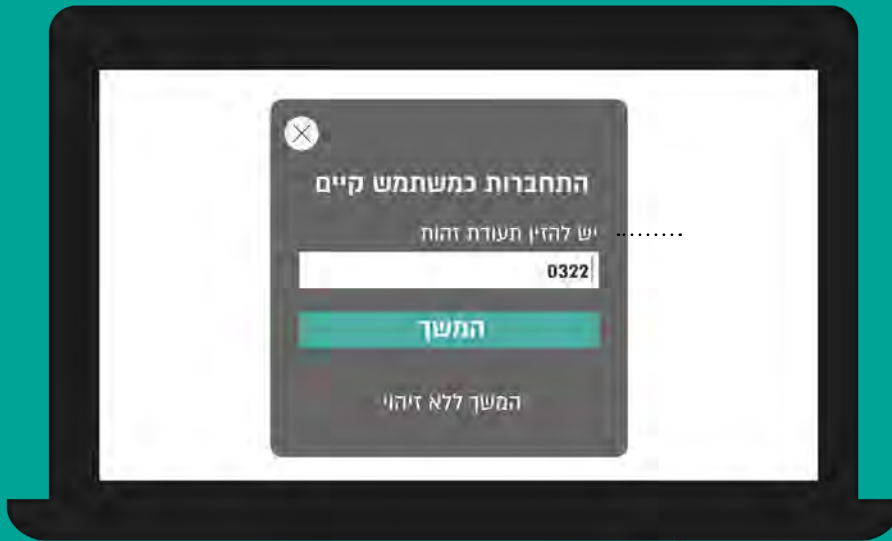 התחברות כמשתמש קיים
יש להזין תעודת זהות
0322
המשך
המשך ללא זיהוי